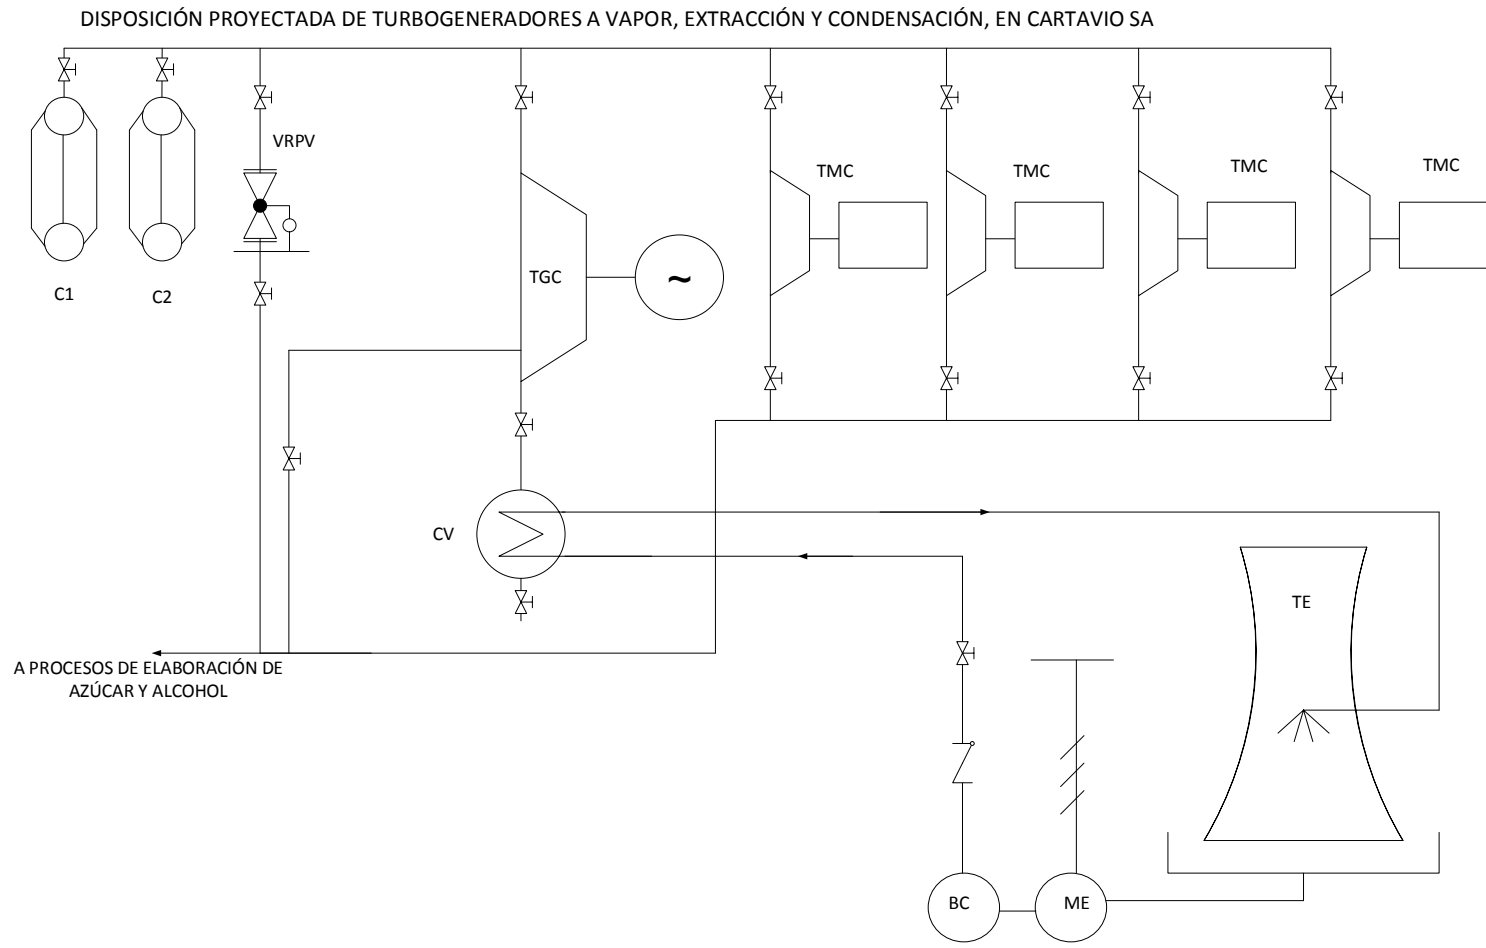 DISPOSICIÓN PROYECTADA DE TURBOGENERADORES A VAPOR, EXTRACCIÓN Y CONDENSACIÓN, EN CARTAVIO SA
VRPV
TMC
TMC
TMC
TMC
TGC
~
C1
C2
CV
TE
A PROCESOS DE ELABORACIÓN DE
AZÚCAR Y ALCOHOL
BC
ME